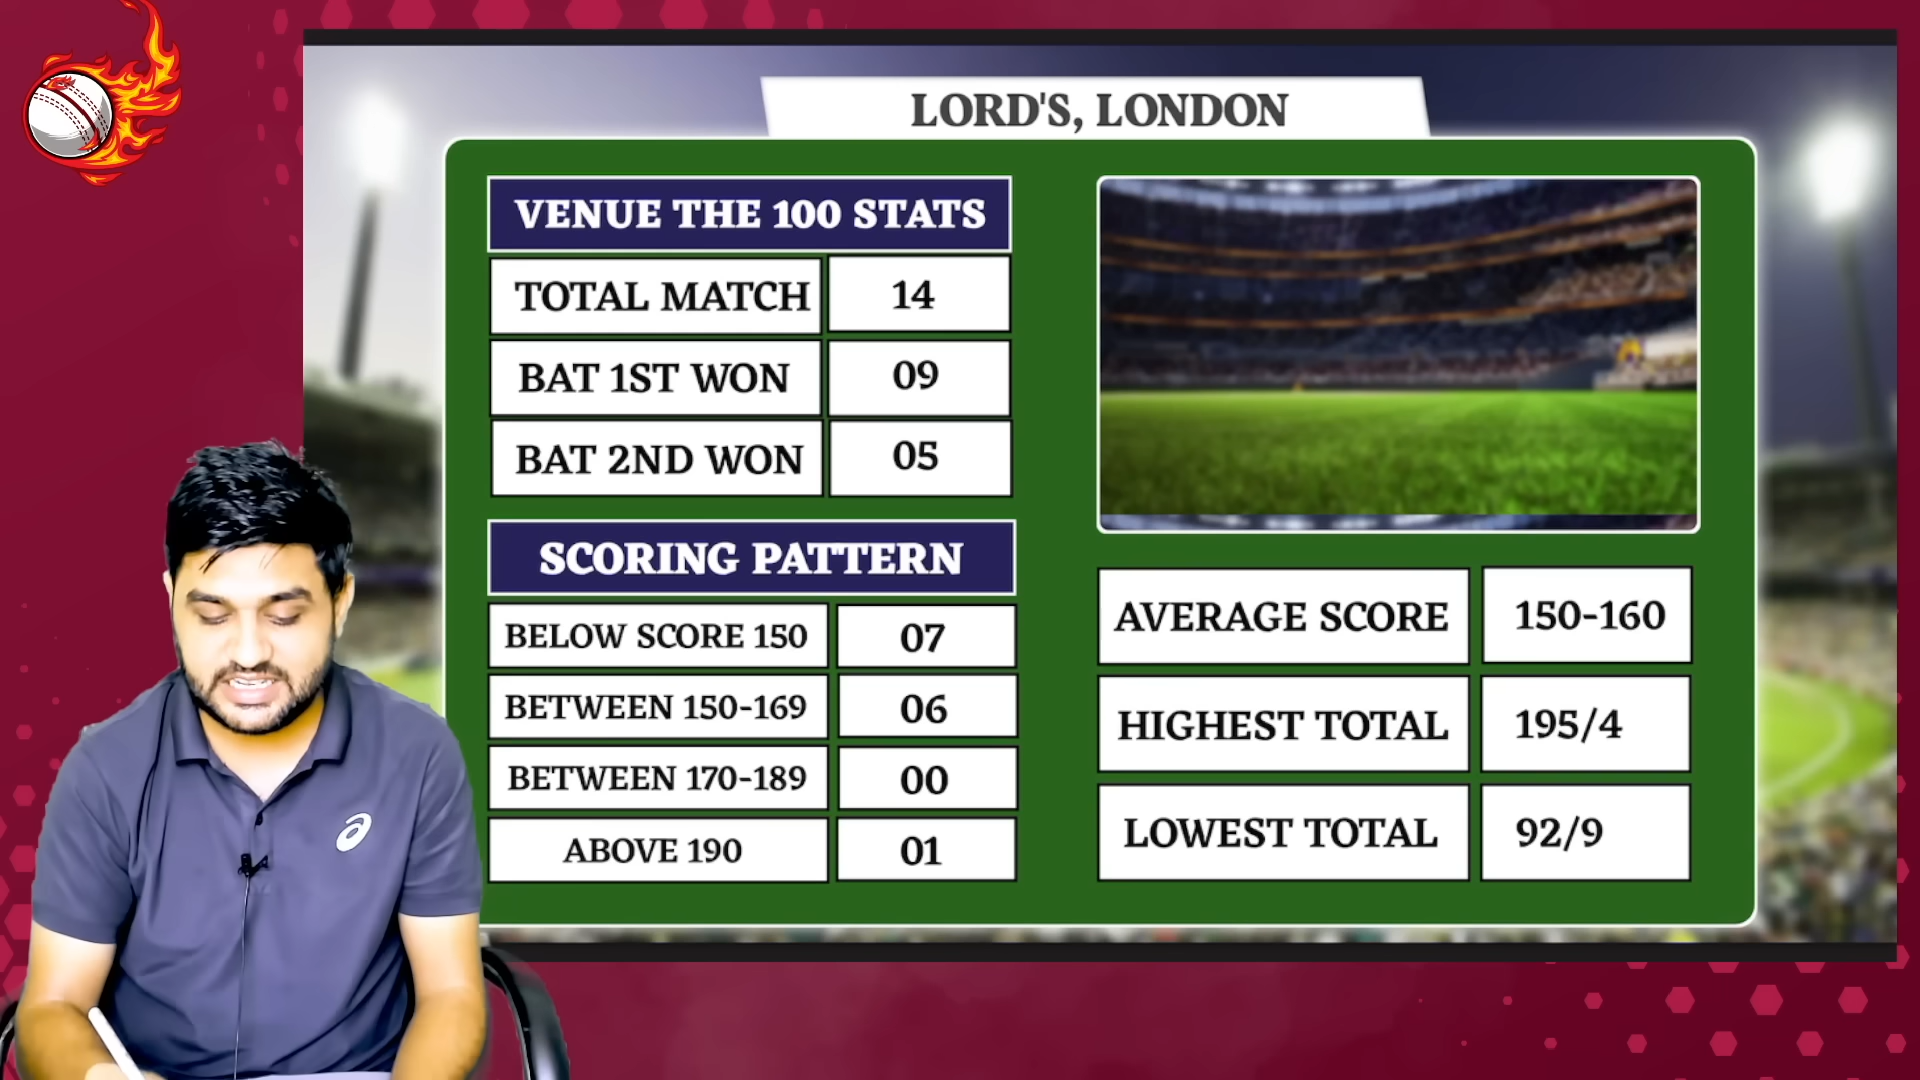 LORD'S, LONDON
VENUE THE 100 STATS
TOTAL MATCH 14
BAT 1ST WON 09
BAT 2ND WON 05
SCORING PATTERN
BELOW SCORE 150 07
BETWEEN 150-169 06
BETWEEN 170-189 00
ABOVE 190 01
AVERAGE SCORE 150-160
HIGHEST TOTAL 195/4
LOWEST TOTAL 92/9